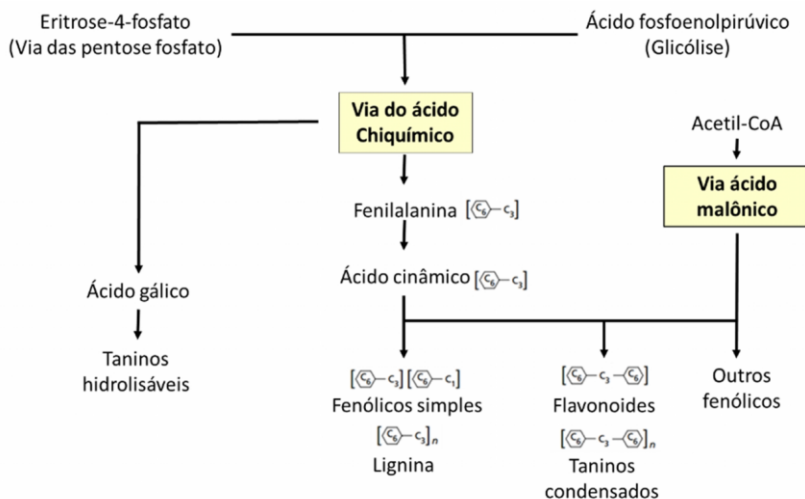 Eritrose-4-fosfato
(Via das pentose fosfato)
Ácido fosfoenolpirúvico
(Glicólise)
Via do ácido
Chiquímico
Acetil-CoA
Via ácido
malônico
Fenilalanina [C₆–C₃]
Ácido cinâmico [C₆–C₃]
Ácido gálico
Taninos
hidrolisáveis
[C₆–C₃][C₆–C₁]
Fenólicos simples
[C₆–C₃]n
Lignina
[C₆–C₃–C₆]
Flavonoides
[C₆–C₃–C₆]n
Taninos
condensados
Outros
fenólicos